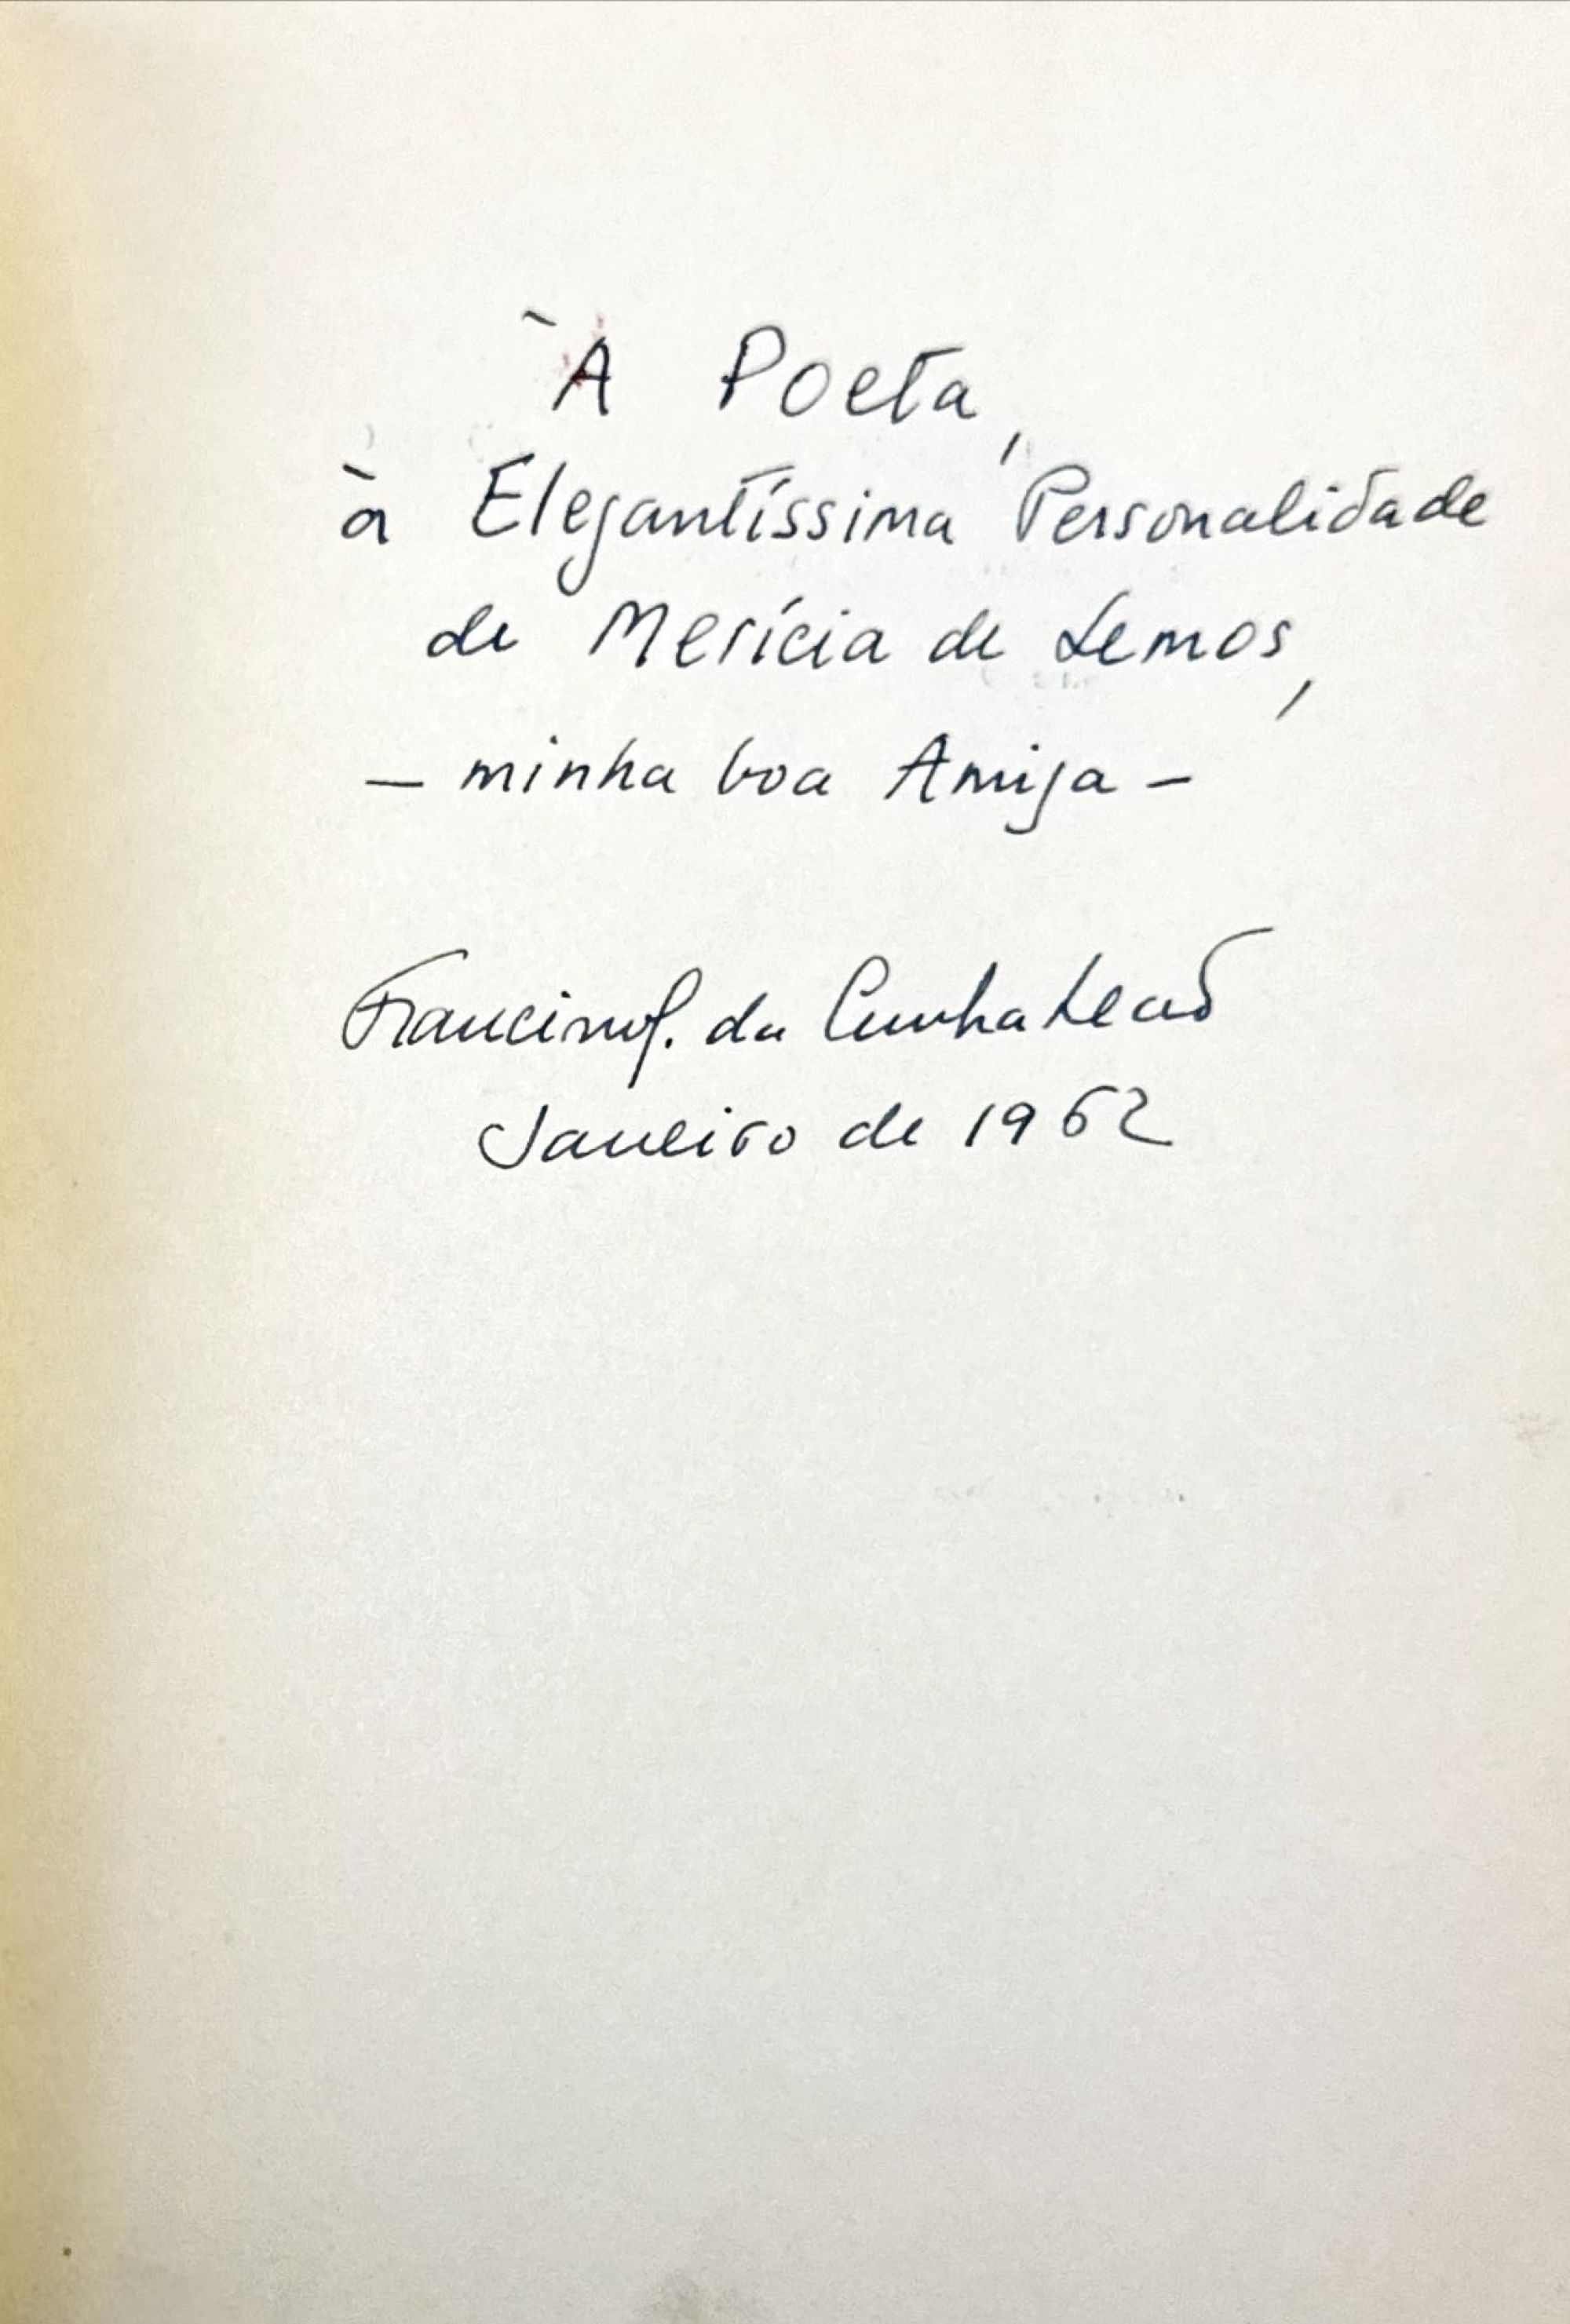 À Poeta,
à Elegantíssima Personalidade
de Merícia de Lemos,
— minha boa Amiga —
Francisco da Cunha Leão
Janeiro de 1962